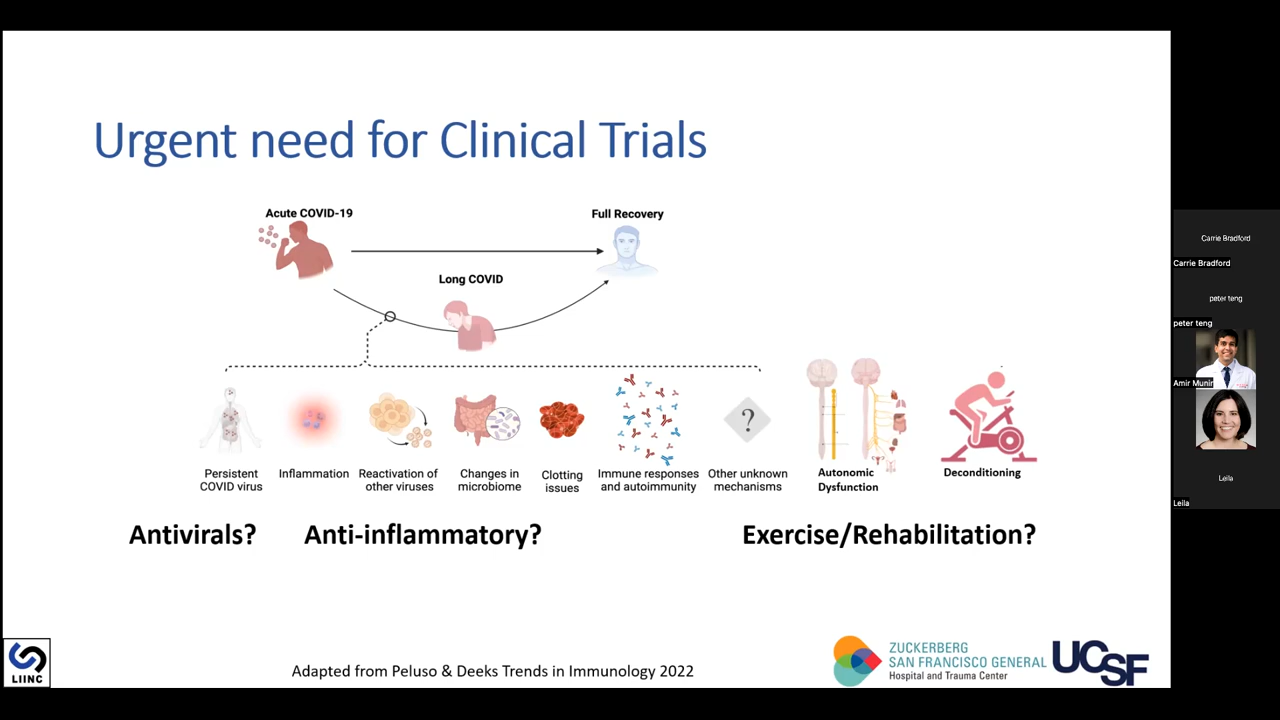 Urgent need for Clinical Trials
Acute COVID-19
Full Recovery
Long COVID
?
Persistent
COVID virus
Inflammation
Reactivation of
other viruses
Changes in
microbiome
Clotting
issues
Immune responses
and autoimmunity
Other unknown
mechanisms
Autonomic
Dysfunction
Deconditioning
Antivirals?
Anti-inflammatory?
Exercise/Rehabilitation?
LIINC
Adapted from Peluso & Deeks Trends in Immunology 2022
ZUCKERBERG
SAN FRANCISCO GENERAL
Hospital and Trauma Center
UCSF
Carrie Bradford
Carrie Bradford
peter teng
peter teng
Amir Munir
Leila
Leila